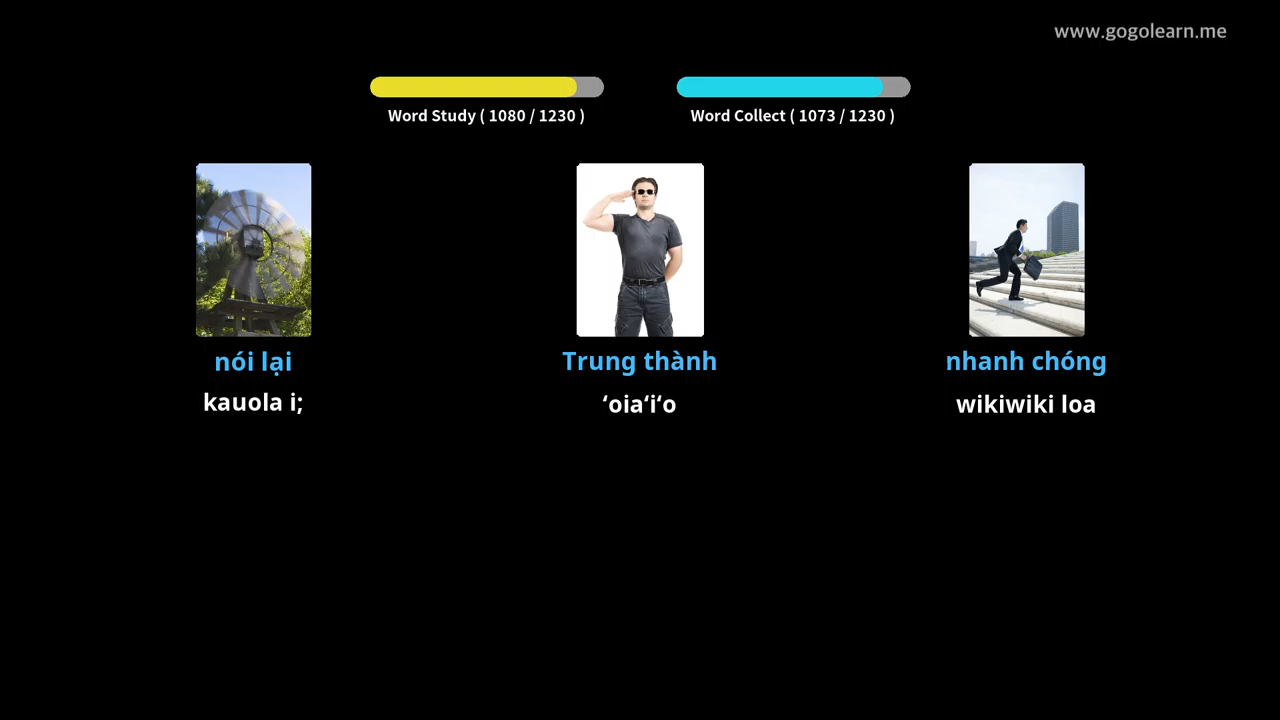 www.gogolearn.me
Word Study ( 1080 / 1230 )
Word Collect ( 1073 / 1230 )
nói lại
Trung thành
nhanh chóng
kauola i;
ʻoiaʻiʻo
wikiwiki loa